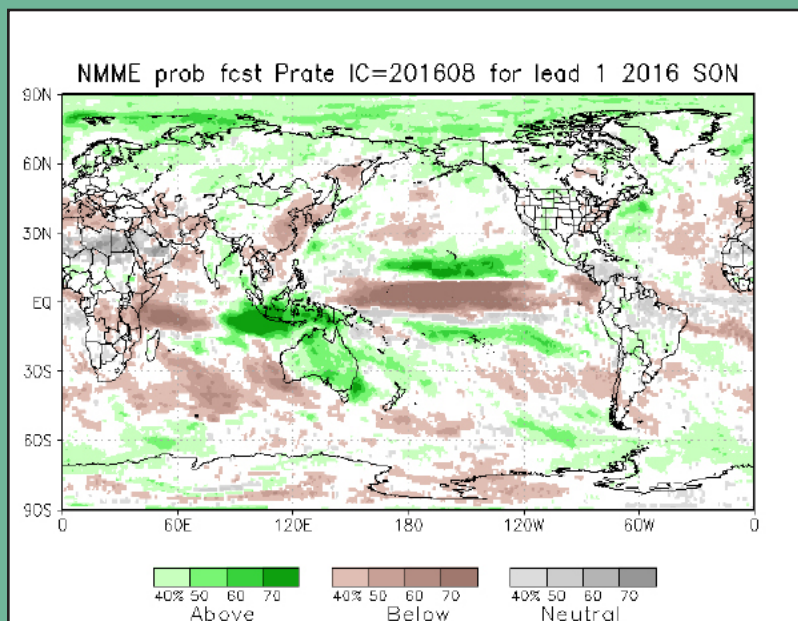 NMME prob fcst Prate IC=201608 for lead 1 2016 SON
90N
60N
30N
EQ
30S
60S
90S
0 60E 120E 180 120W 60W 0
40% 50 60 70 40% 50 60 70 40% 50 60 70
Above Below Neutral